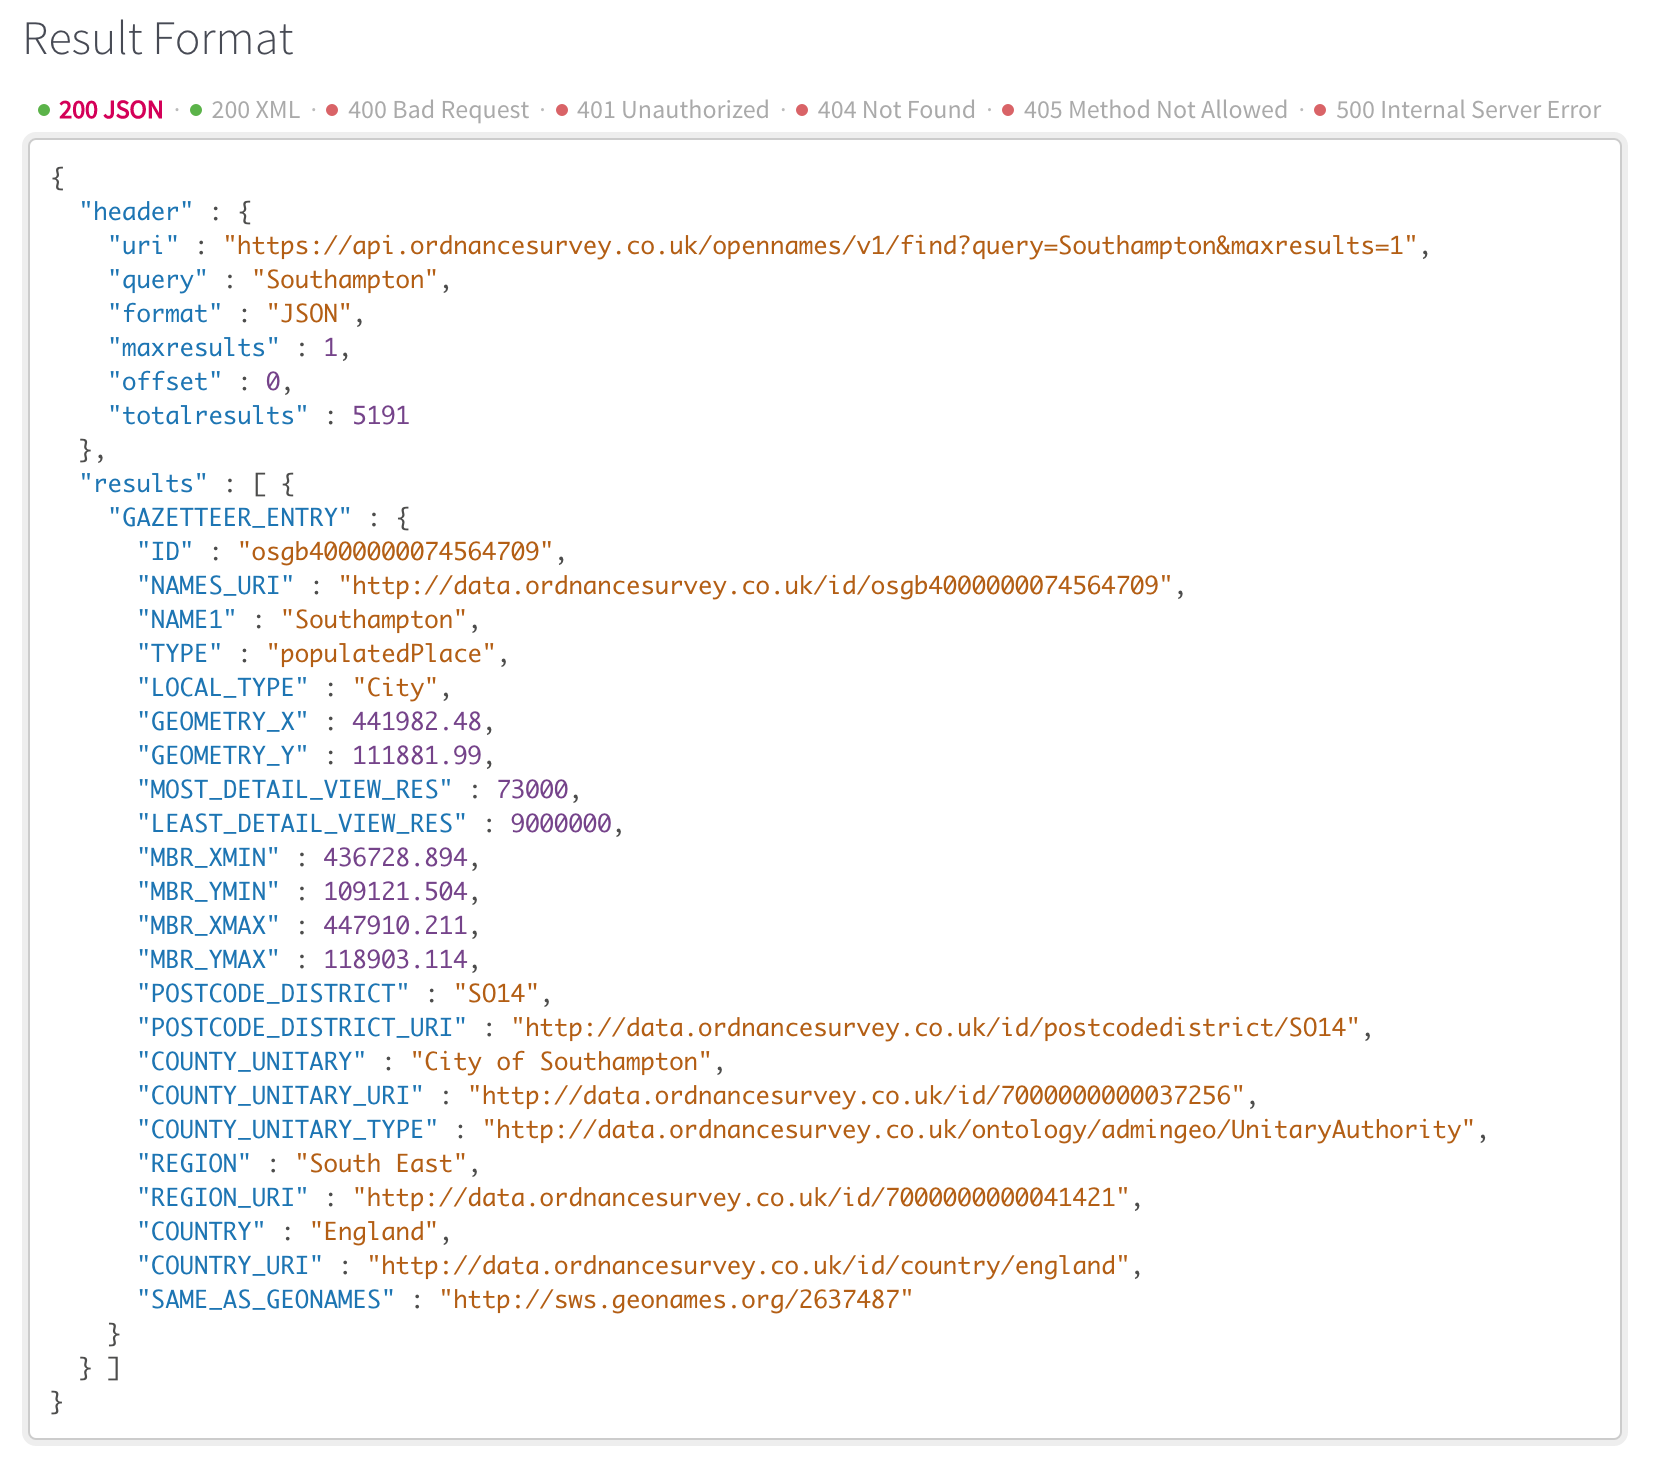 Result Format
200 JSON · 200 XML · 400 Bad Request · 401 Unauthorized · 404 Not Found · 405 Method Not Allowed · 500 Internal Server Error
{
  "header" : {
    "uri" : "https://api.ordnancesurvey.co.uk/opennames/v1/find?query=Southampton&maxresults=1",
    "query" : "Southampton",
    "format" : "JSON",
    "maxresults" : 1,
    "offset" : 0,
    "totalresults" : 5191
  },
  "results" : [ {
    "GAZETTEER_ENTRY" : {
      "ID" : "osgb4000000074564709",
      "NAMES_URI" : "http://data.ordnancesurvey.co.uk/id/osgb4000000074564709",
      "NAME1" : "Southampton",
      "TYPE" : "populatedPlace",
      "LOCAL_TYPE" : "City",
      "GEOMETRY_X" : 441982.48,
      "GEOMETRY_Y" : 111881.99,
      "MOST_DETAIL_VIEW_RES" : 73000,
      "LEAST_DETAIL_VIEW_RES" : 9000000,
      "MBR_XMIN" : 436728.894,
      "MBR_YMIN" : 109121.504,
      "MBR_XMAX" : 447910.211,
      "MBR_YMAX" : 118903.114,
      "POSTCODE_DISTRICT" : "SO14",
      "POSTCODE_DISTRICT_URI" : "http://data.ordnancesurvey.co.uk/id/postcodedistrict/SO14",
      "COUNTY_UNITARY" : "City of Southampton",
      "COUNTY_UNITARY_URI" : "http://data.ordnancesurvey.co.uk/id/7000000000037256",
      "COUNTY_UNITARY_TYPE" : "http://data.ordnancesurvey.co.uk/ontology/admingeo/UnitaryAuthority",
      "REGION" : "South East",
      "REGION_URI" : "http://data.ordnancesurvey.co.uk/id/7000000000041421",
      "COUNTRY" : "England",
      "COUNTRY_URI" : "http://data.ordnancesurvey.co.uk/id/country/england",
      "SAME_AS_GEONAMES" : "http://sws.geonames.org/2637487"
    }
  } ]
}